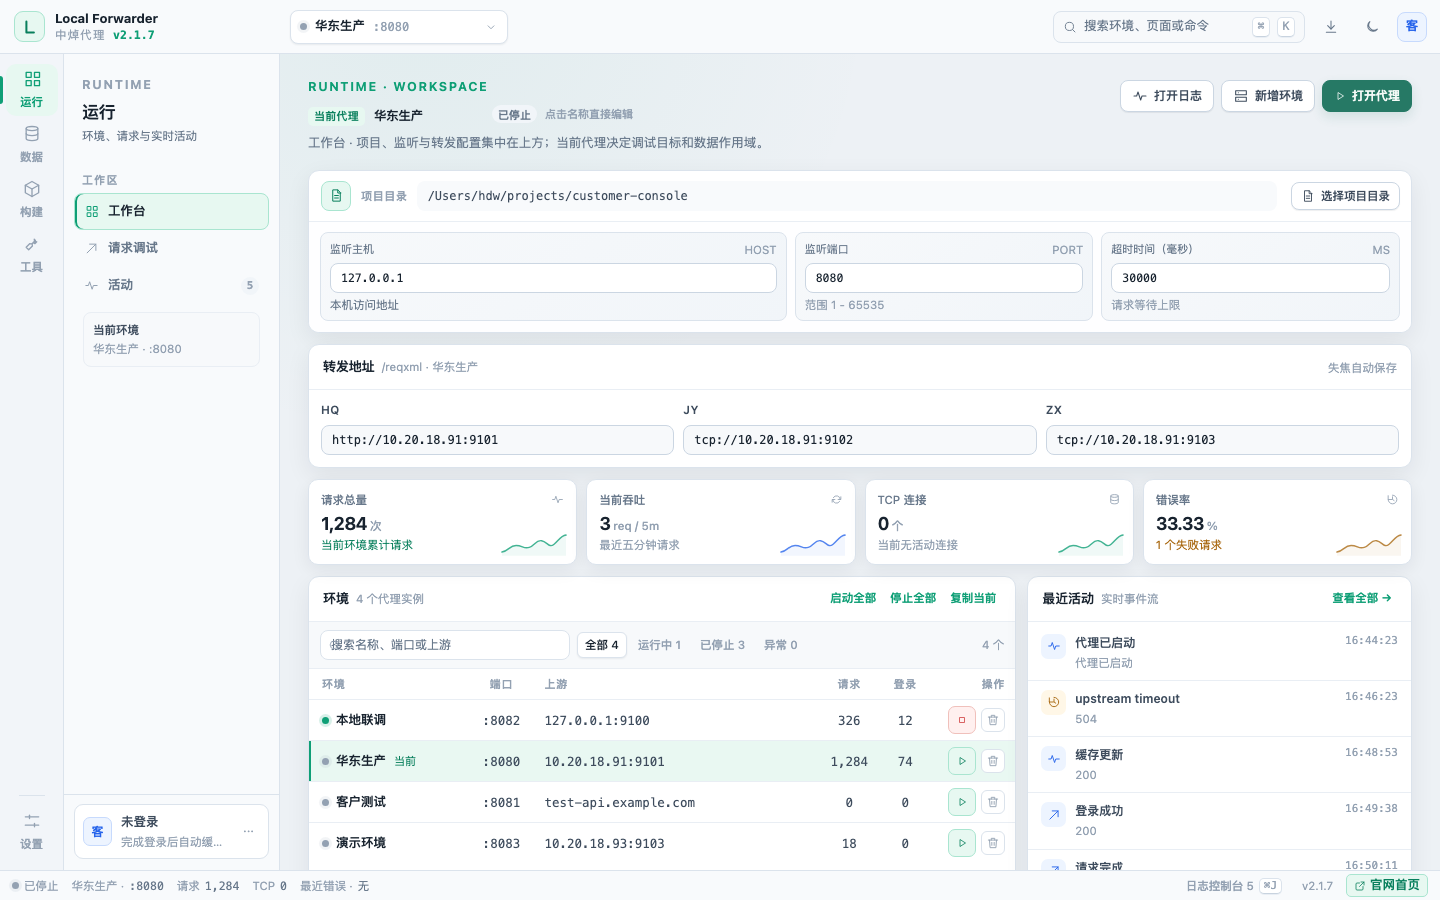 L
Local Forwarder
中焯代理 v2.1.7
华东生产 :8080
搜索环境、页面或命令 ⌘ K
客
运行
数据
构建
工具
设置
RUNTIME
运行
环境、请求与实时活动
工作区
工作台
请求调试
活动 5
当前环境
华东生产 · :8080
客
未登录
完成登录后自动缓...
RUNTIME · WORKSPACE
当前代理 华东生产 已停止 点击名称直接编辑
工作台 · 项目、监听与转发配置集中在上方；当前代理决定调试目标和数据作用域。
打开日志
新增环境
打开代理
项目目录 /Users/hdw/projects/customer-console 选择项目目录
监听主机 HOST
127.0.0.1
本机访问地址
监听端口 PORT
8080
范围 1 - 65535
超时时间（毫秒） MS
30000
请求等待上限
转发地址 /reqxml · 华东生产 失焦自动保存
HQ
http://10.20.18.91:9101
JY
tcp://10.20.18.91:9102
ZX
tcp://10.20.18.91:9103
请求总量
1,284 次
当前环境累计请求
当前吞吐
3 req / 5m
最近五分钟请求
TCP 连接
0 个
当前无活动连接
错误率
33.33 %
1 个失败请求
环境 4 个代理实例 启动全部 停止全部 复制当前
搜索名称、端口或上游 全部 4 运行中 1 已停止 3 异常 0 4 个
环境 端口 上游 请求 登录 操作
本地联调 :8082 127.0.0.1:9100 326 12
华东生产 当前 :8080 10.20.18.91:9101 1,284 74
客户测试 :8081 test-api.example.com 0 0
演示环境 :8083 10.20.18.93:9103 18 0
最近活动 实时事件流 查看全部 →
代理已启动 16:44:23
代理已启动
upstream timeout 16:46:23
504
缓存更新 16:48:53
200
登录成功 16:49:38
200
请求完成 16:50:11
已停止 华东生产 · :8080 请求 1,284 TCP 0 最近错误 · 无
日志控制台 5 ⌘J v2.1.7 官网首页